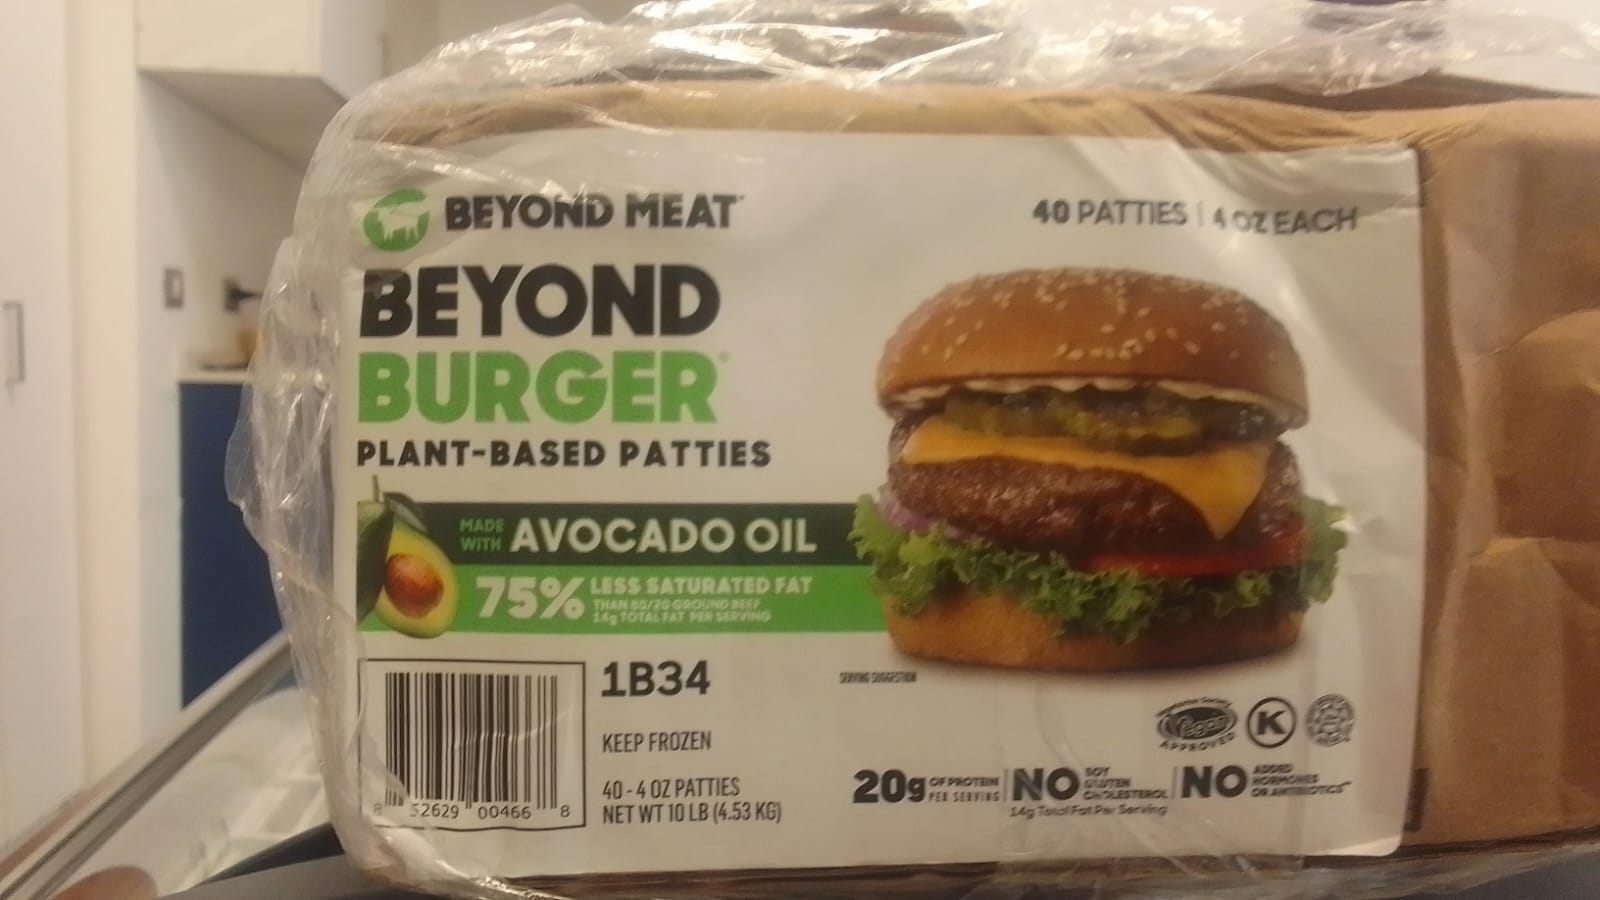 BEYOND MEAT
40 PATTIES | 4 OZ EACH
BEYOND
BURGER®
PLANT-BASED PATTIES
MADE
WITH AVOCADO OIL
75% LESS SATURATED FAT
THAN 80/20 GROUND BEEF
14g TOTAL FAT PER SERVING
SERVING SUGGESTION
1B34
KEEP FROZEN
40 - 4 OZ PATTIES
NET WT 10 LB (4.53 KG)
8 52629 00466 8
Vegan
APPROVED
K
20g OF PROTEIN
PER SERVING
NO SOY
GLUTEN
CHOLESTEROL
14g Total Fat Per Serving
NO ADDED
HORMONES
OR ANTIBIOTICS